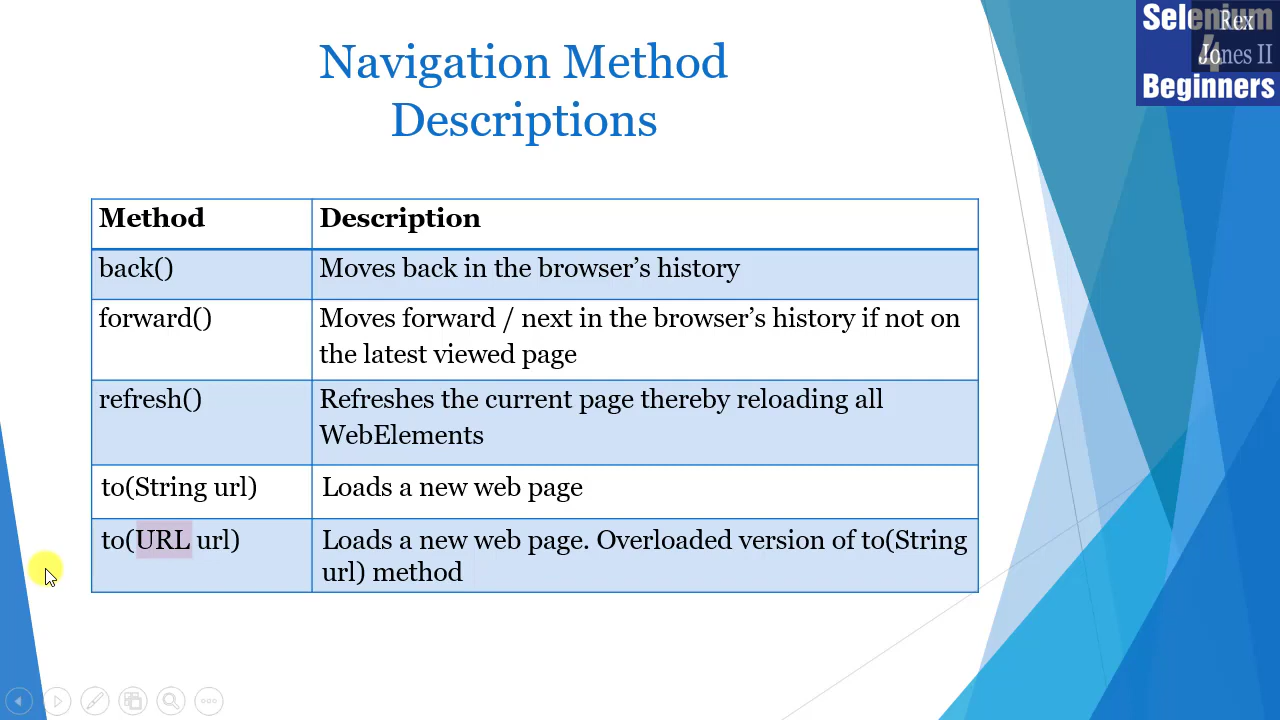 Navigation Method
Descriptions
Selenium
4
Beginners
Rex
Jones II
Method Description
back() Moves back in the browser’s history
forward() Moves forward / next in the browser’s history if not on
the latest viewed page
refresh() Refreshes the current page thereby reloading all
WebElements
to(String url) Loads a new web page
to(URL url) Loads a new web page. Overloaded version of to(String
url) method